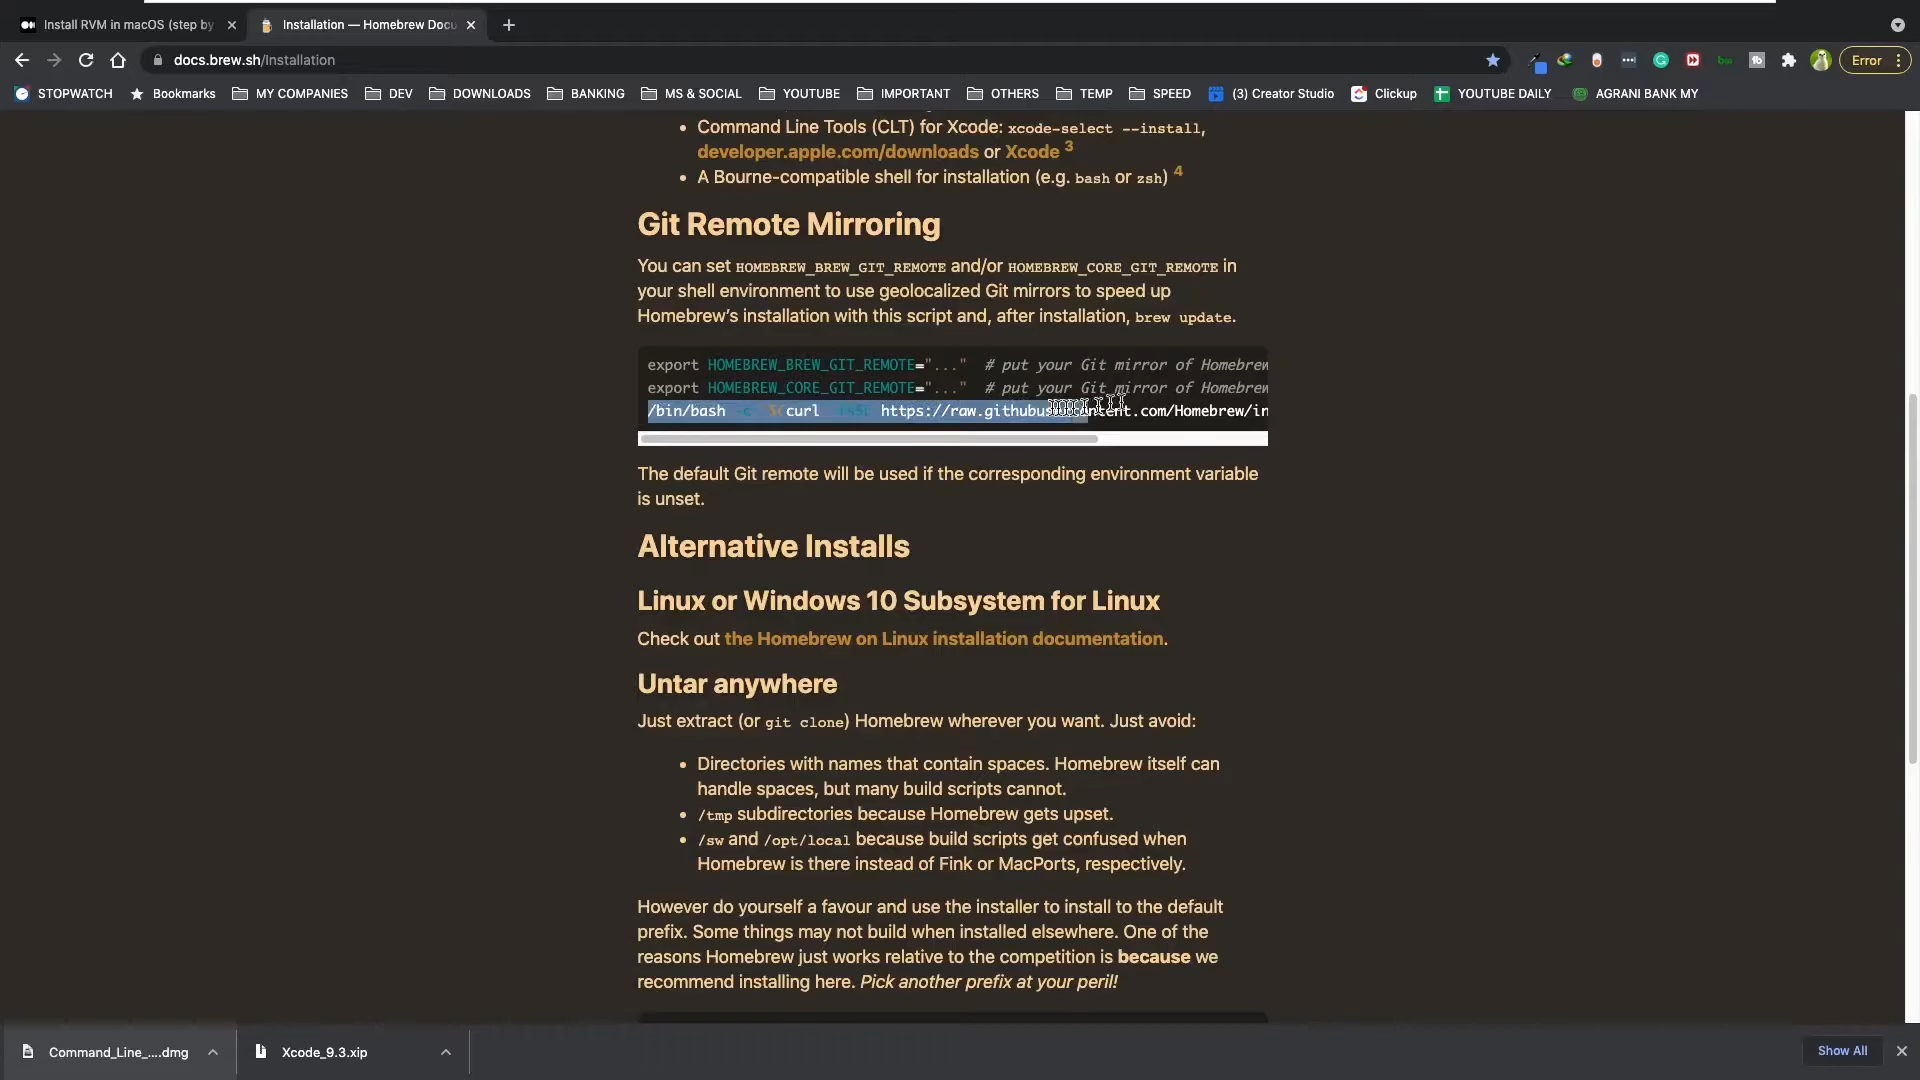 Install RVM in macOS (step by
Installation — Homebrew Docu
docs.brew.sh/Installation
Error
STOPWATCH
Bookmarks
MY COMPANIES
DEV
DOWNLOADS
BANKING
MS & SOCIAL
YOUTUBE
IMPORTANT
OTHERS
TEMP
SPEED
(3) Creator Studio
Clickup
YOUTUBE DAILY
AGRANI BANK MY
• Command Line Tools (CLT) for Xcode: xcode-select --install,
developer.apple.com/downloads or Xcode 3
• A Bourne-compatible shell for installation (e.g. bash or zsh) 4
Git Remote Mirroring
You can set HOMEBREW_BREW_GIT_REMOTE and/or HOMEBREW_CORE_GIT_REMOTE in
your shell environment to use geolocalized Git mirrors to speed up
Homebrew's installation with this script and, after installation, brew update.
export HOMEBREW_BREW_GIT_REMOTE="..." # put your Git mirror of Homebrew
export HOMEBREW_CORE_GIT_REMOTE="..." # put your Git mirror of Homebrew
/bin/bash -c $(curl https://raw.githubusercontent.com/Homebrew/in
The default Git remote will be used if the corresponding environment variable
is unset.
Alternative Installs
Linux or Windows 10 Subsystem for Linux
Check out the Homebrew on Linux installation documentation.
Untar anywhere
Just extract (or git clone) Homebrew wherever you want. Just avoid:
• Directories with names that contain spaces. Homebrew itself can
handle spaces, but many build scripts cannot.
• /tmp subdirectories because Homebrew gets upset.
• /sw and /opt/local because build scripts get confused when
Homebrew is there instead of Fink or MacPorts, respectively.
However do yourself a favour and use the installer to install to the default
prefix. Some things may not build when installed elsewhere. One of the
reasons Homebrew just works relative to the competition is because we
recommend installing here. Pick another prefix at your peril!
Command_Line_....dmg
Xcode_9.3.xip
Show All